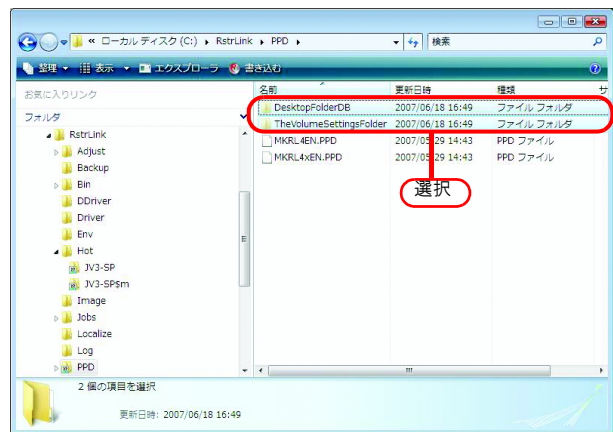 « ローカル ディスク (C:) ▸ RstrLink ▸ PPD ▸
検索
整理 表示 エクスプローラ 書き込む
お気に入りリンク
フォルダ
RstrLink
Adjust
Backup
Bin
DDriver
Driver
Env
Hot
JV3-SP
JV3-SP$m
Image
Jobs
Localize
Log
PPD
名前 更新日時 種類 サ
DesktopFolderDB 2007/06/18 16:49 ファイル フォルダ
TheVolumeSettingsFolder 2007/06/18 16:49 ファイル フォルダ
MKRL4EN.PPD 2007/05/29 14:43 PPD ファイル
MKRL4xEN.PPD 2007/05/29 14:43 PPD ファイル
選択
2 個の項目を選択
更新日時: 2007/06/18 16:49